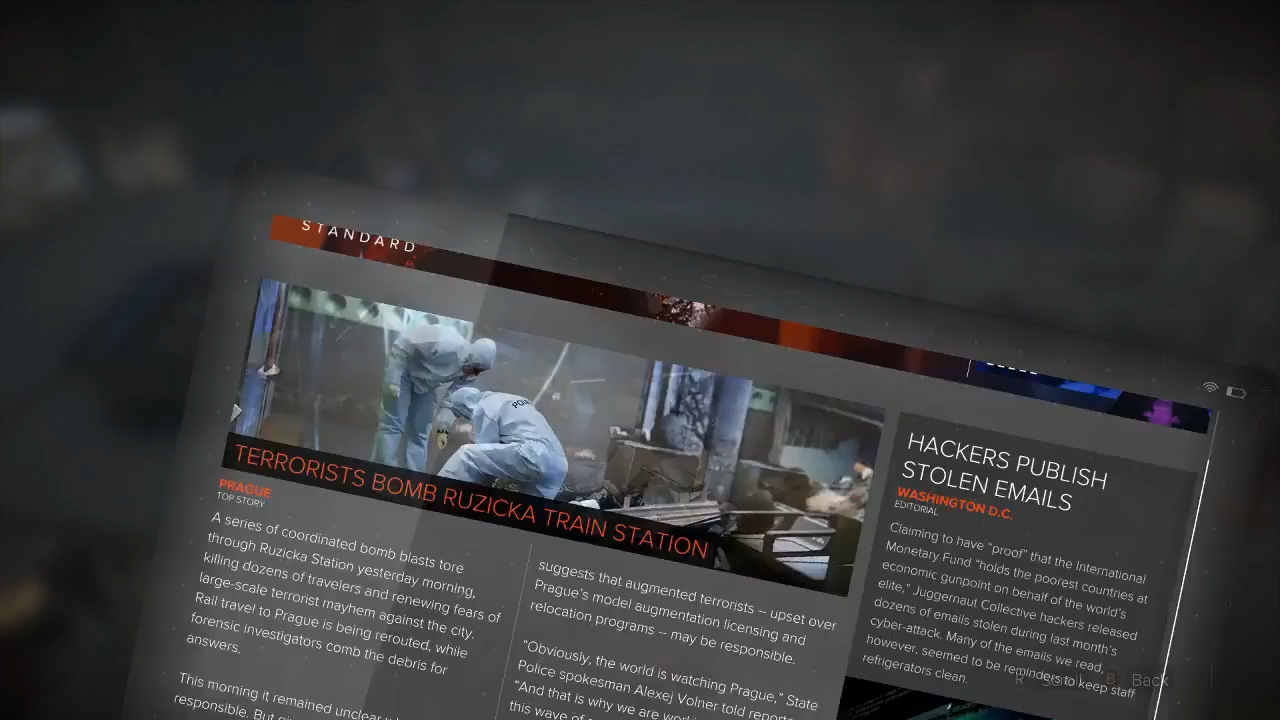 STANDARD
TERRORISTS BOMB RUZICKA TRAIN STATION
PRAGUE
TOP STORY
A series of coordinated bomb blasts tore
through Ruzicka Station yesterday morning,
killing dozens of travelers and renewing fears of
large-scale terrorist mayhem against the city.
Rail travel to Prague is being rerouted, while
forensic investigators comb the debris for
answers.
This morning it remained unclear
responsible. But
suggests that augmented terrorists -- upset over
Prague's model augmentation licensing and
relocation programs -- may be responsible.
"Obviously, the world is watching Prague," State
Police spokesman Alexej Volner told
"And that is why we are
this wave of
HACKERS PUBLISH
STOLEN EMAILS
WASHINGTON D.C.
EDITORIAL
Claiming to have "proof" that the International
Monetary Fund "holds the poorest countries at
economic gunpoint on behalf of the world's
elite," Juggernaut Collective hackers released
dozens of emails stolen during last month's
cyber-attack. Many of the emails we read,
however, seemed to be reminders to keep staff
refrigerators clean.
R Scroll B Back